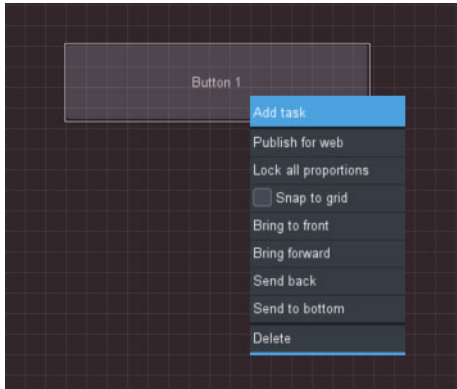 Button 1
Add task
Publish for web
Lock all proportions
Snap to grid
Bring to front
Bring forward
Send back
Send to bottom
Delete